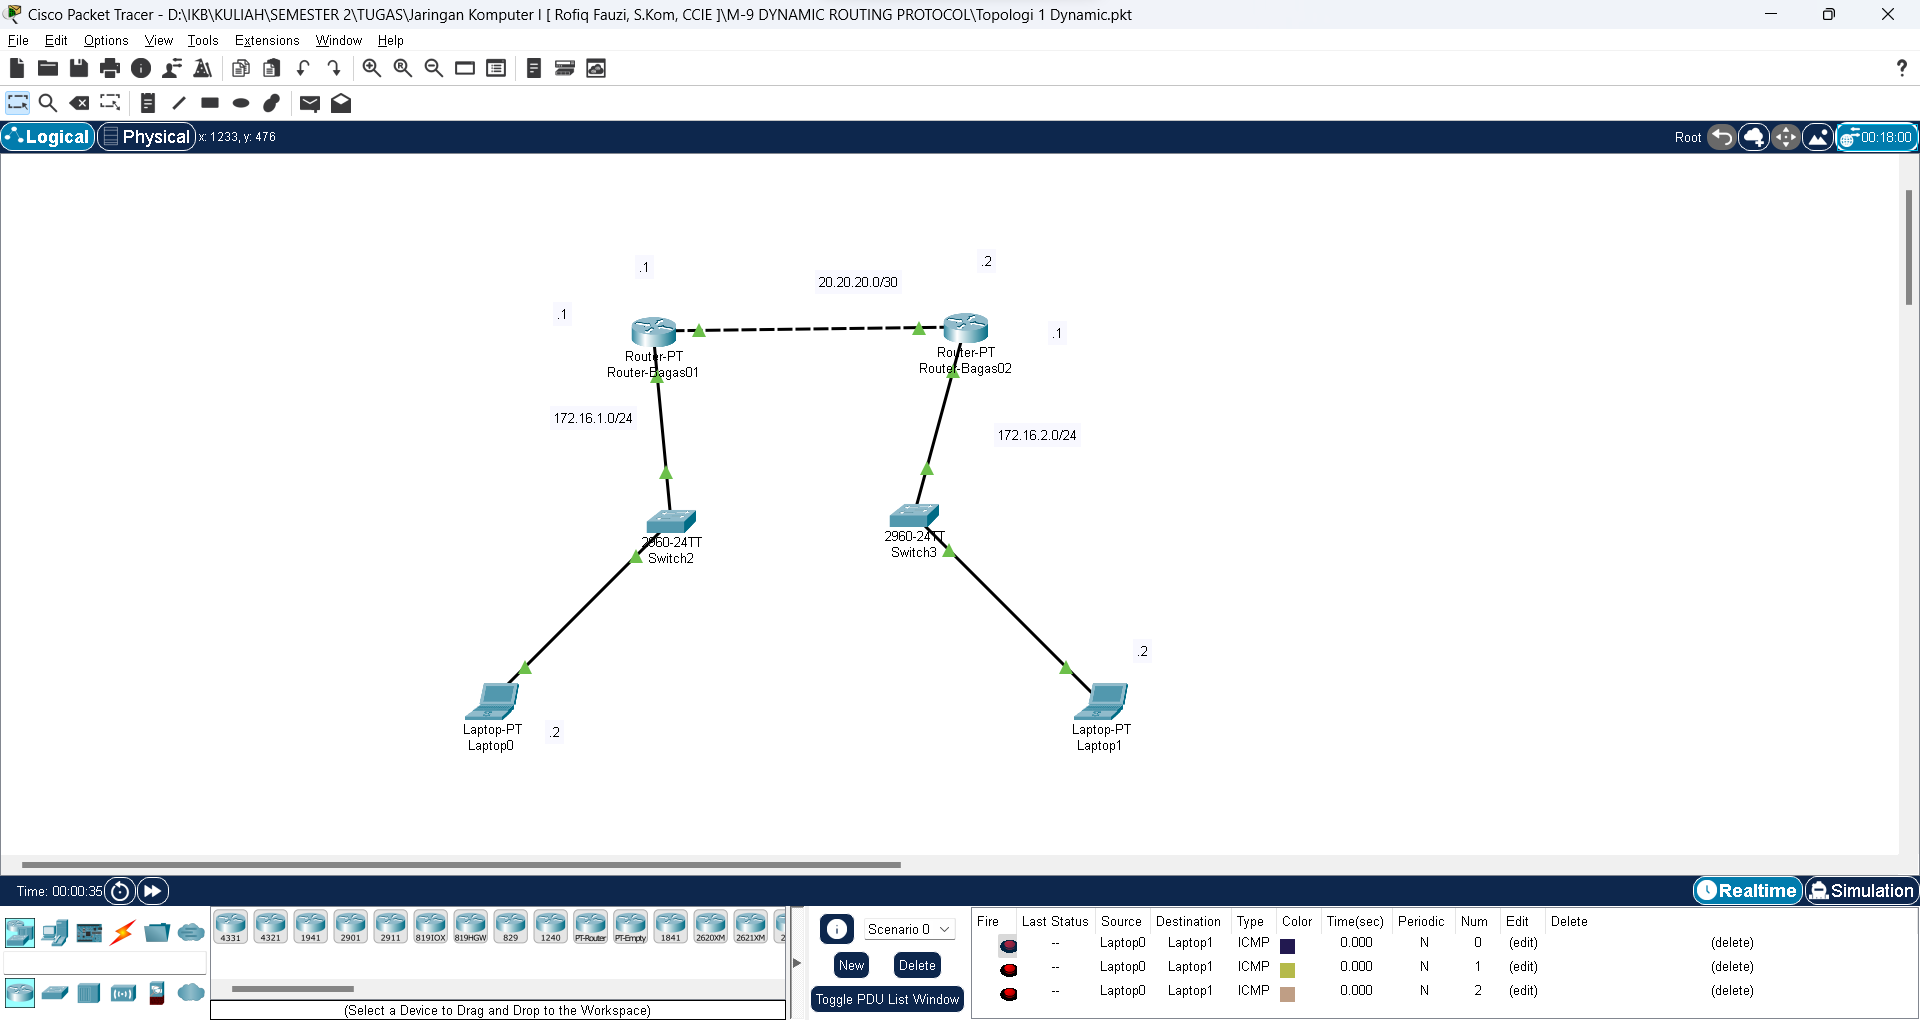 Cisco Packet Tracer - D:\IKB\KULIAH\SEMESTER 2\TUGAS\Jaringan Komputer I [ Rofiq Fauzi, S.Kom, CCIE ]\M-9 DYNAMIC ROUTING PROTOCOL\Topologi 1 Dynamic.pkt
File Edit Options View Tools Extensions Window Help
?
Logical Physical x: 1233, y: 476 Root 00:18:00
.1
.2
20.20.20.0/30
.1
.1
Router-PT
Router-Bagas01
Router-PT
Router-Bagas02
172.16.1.0/24
172.16.2.0/24
2960-24TT
Switch2
2960-24TT
Switch3
.2
Laptop-PT
Laptop0
.2
Laptop-PT
Laptop1
Time: 00:00:35 Realtime Simulation
4331 4321 1941 2901 2911 819IOX 819HGW 829 1240 PT-Router PT-Empty 1841 2620XM 2621XM 2
(Select a Device to Drag and Drop to the Workspace)
Scenario 0
New Delete
Toggle PDU List Window
Fire Last Status Source Destination Type Color Time(sec) Periodic Num Edit Delete
-- Laptop0 Laptop1 ICMP 0.000 N 0 (edit) (delete)
-- Laptop0 Laptop1 ICMP 0.000 N 1 (edit) (delete)
-- Laptop0 Laptop1 ICMP 0.000 N 2 (edit) (delete)